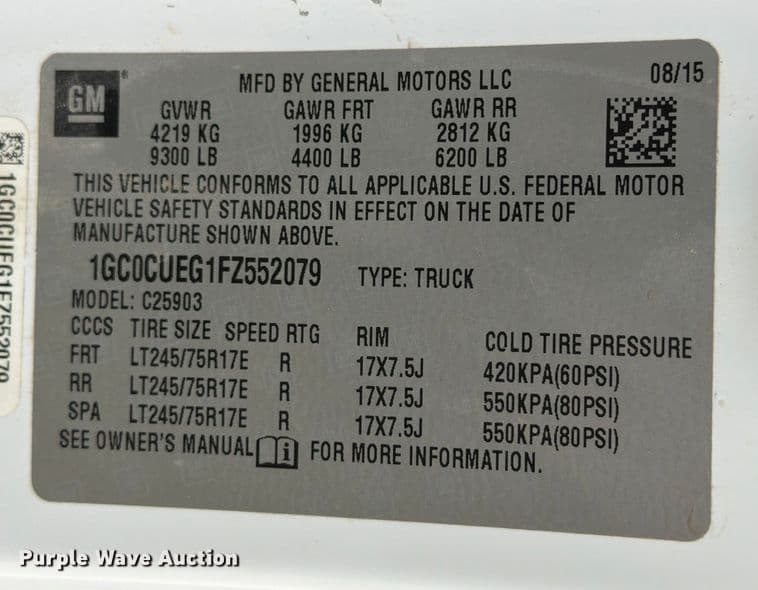 GM
®
MFD BY GENERAL MOTORS LLC 08/15
GVWR GAWR FRT GAWR RR
4219 KG 1996 KG 2812 KG
9300 LB 4400 LB 6200 LB
THIS VEHICLE CONFORMS TO ALL APPLICABLE U.S. FEDERAL MOTOR
VEHICLE SAFETY STANDARDS IN EFFECT ON THE DATE OF
MANUFACTURE SHOWN ABOVE.
1GC0CUEG1FZ552079 TYPE: TRUCK
MODEL: C25903
CCCS TIRE SIZE SPEED RTG RIM COLD TIRE PRESSURE
FRT LT245/75R17E R 17X7.5J 420KPA(60PSI)
RR LT245/75R17E R 17X7.5J 550KPA(80PSI)
SPA LT245/75R17E R 17X7.5J 550KPA(80PSI)
SEE OWNER'S MANUAL i FOR MORE INFORMATION.
1GC0CUEG1FZ552079
Purple Wave Auction